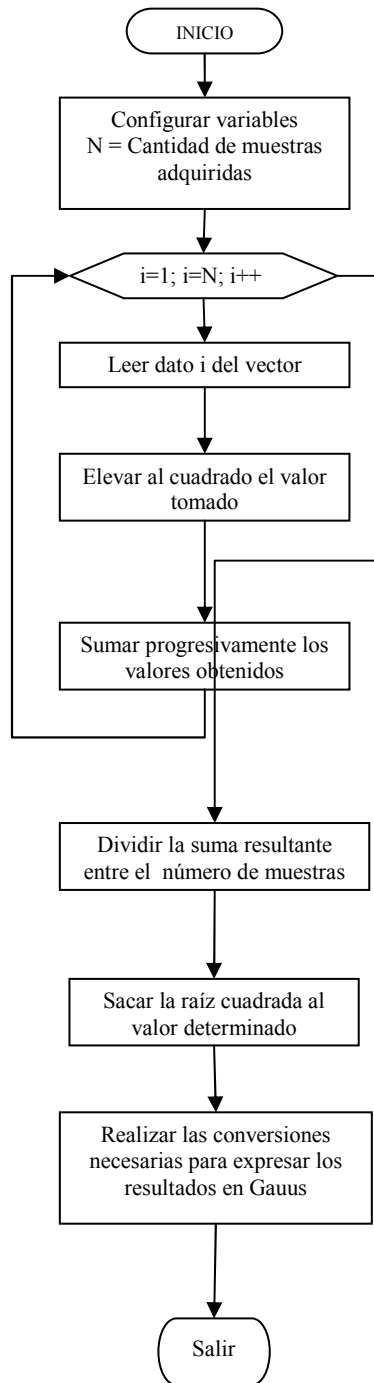 INICIO
Configurar variables
N = Cantidad de muestras
adquiridas
i=1; i=N; i++
Leer dato i del vector
Elevar al cuadrado el valor
tomado
Sumar progresivamente los
valores obtenidos
Dividir la suma resultante
entre el número de muestras
Sacar la raíz cuadrada al
valor determinado
Realizar las conversiones
necesarias para expresar los
resultados en Gauus
Salir